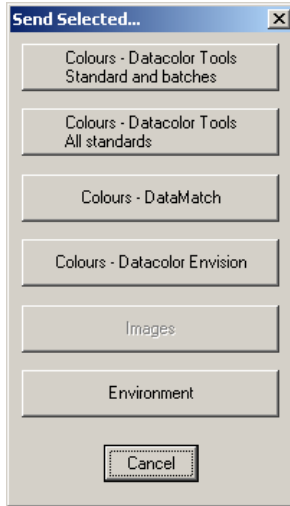 Send Selected...
Colours - Datacolor Tools
Standard and batches
Colours - Datacolor Tools
All standards
Colours - DataMatch
Colours - Datacolor Envision
Images
Environment
Cancel